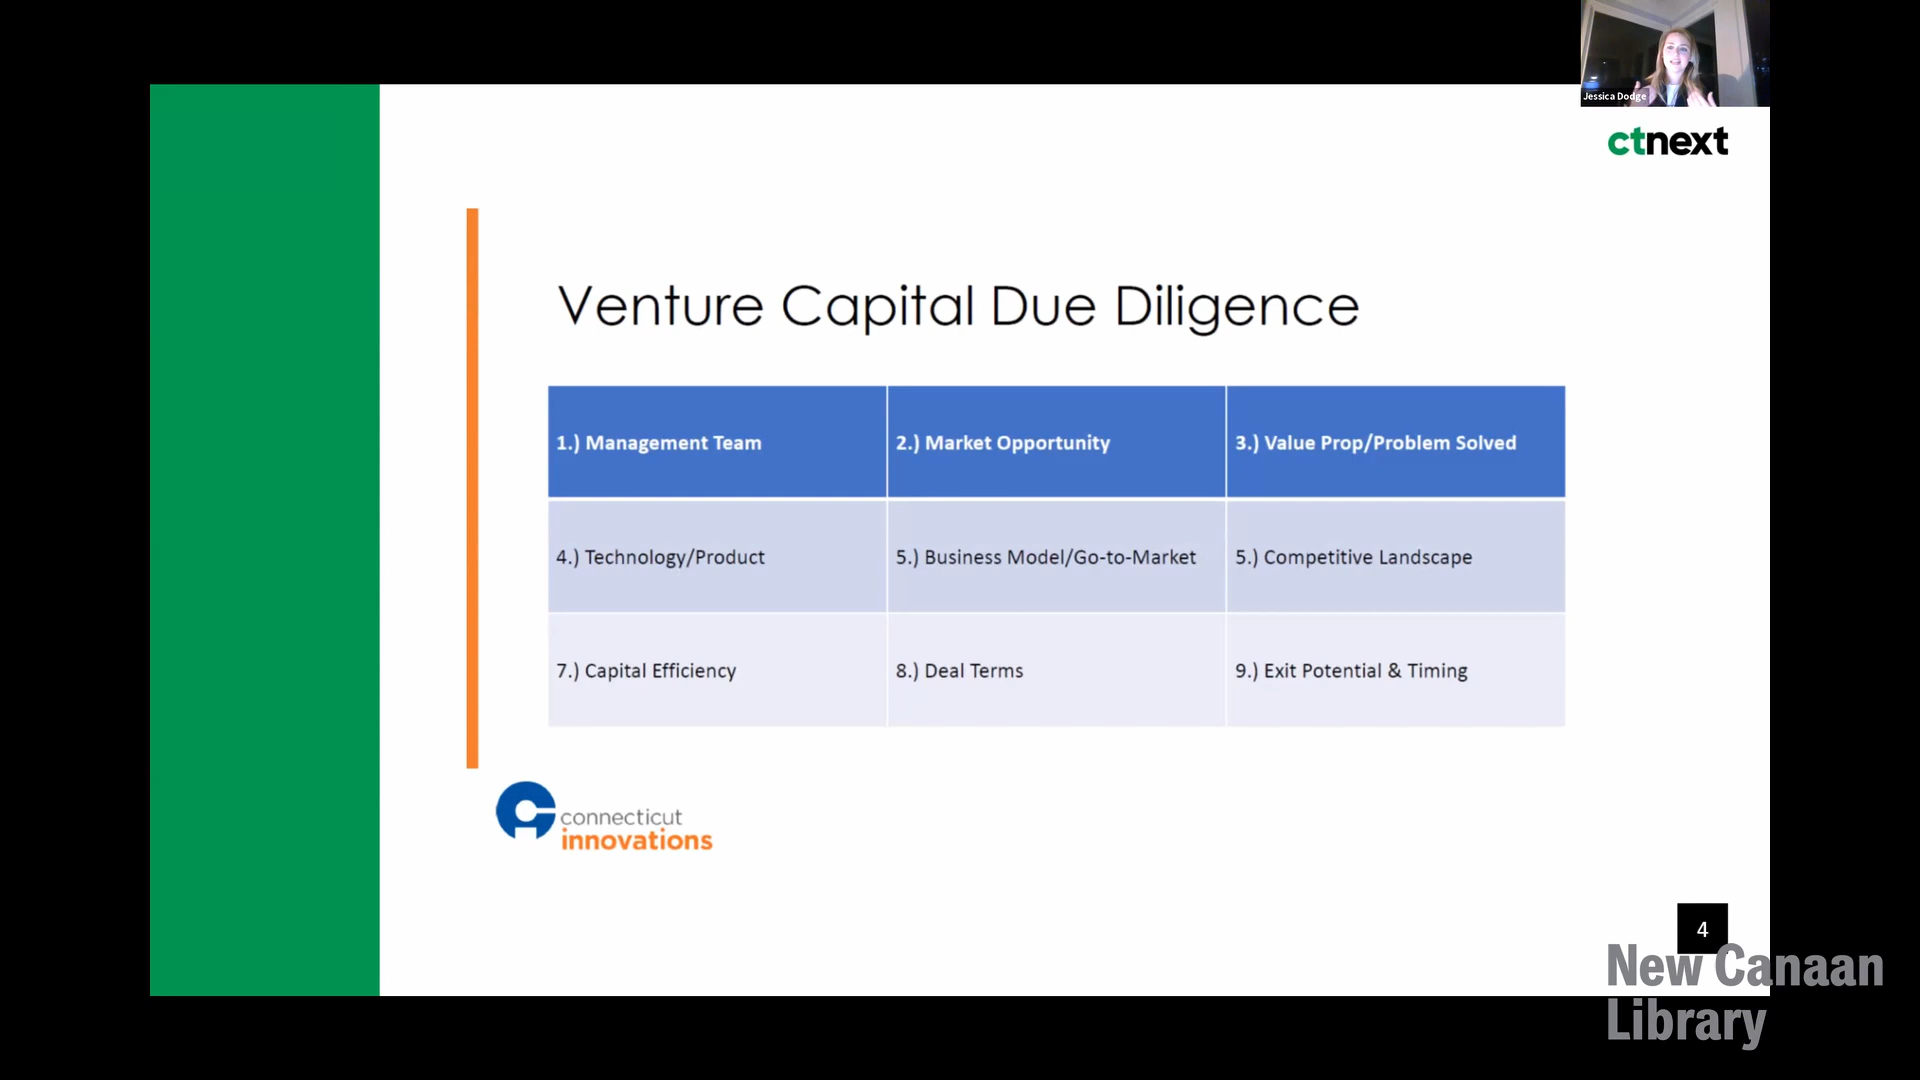 Jessica Dodge
ctnext
Venture Capital Due Diligence
1.) Management Team
2.) Market Opportunity
3.) Value Prop/Problem Solved
4.) Technology/Product
5.) Business Model/Go-to-Market
5.) Competitive Landscape
7.) Capital Efficiency
8.) Deal Terms
9.) Exit Potential & Timing
connecticut
innovations
4
New Canaan
Library